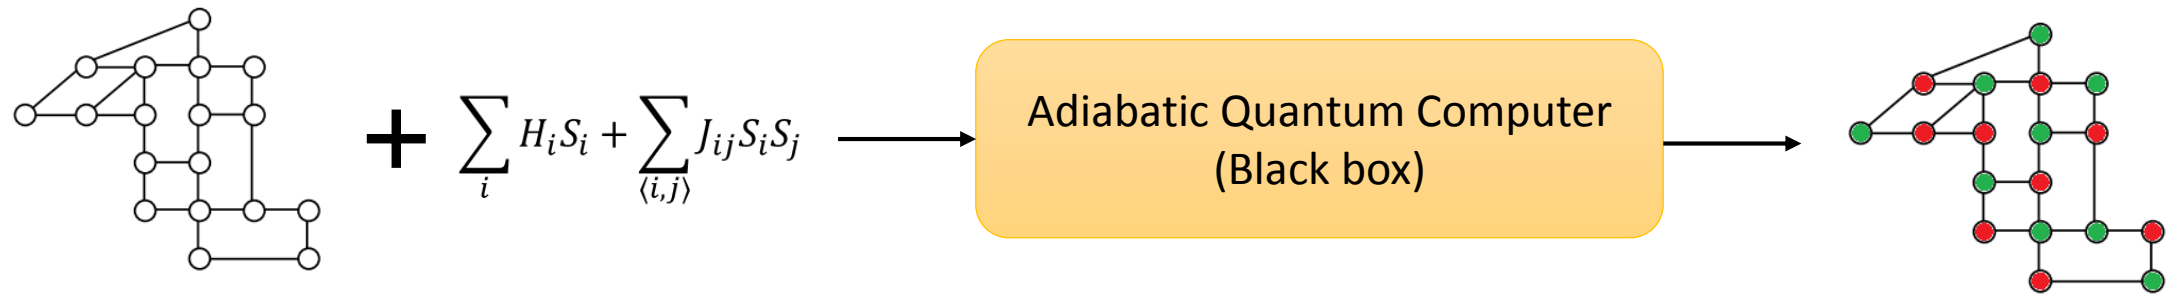 + ∑_i H_i S_i + ∑_⟨i,j⟩ J_ij S_i S_j
Adiabatic Quantum Computer
(Black box)